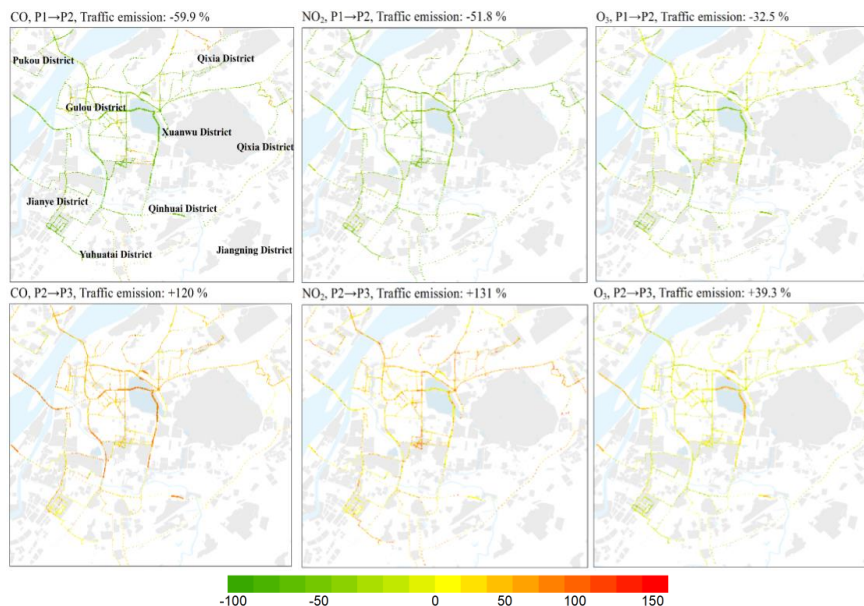 CO, P1→P2, Traffic emission: -59.9 %
NO₂, P1→P2, Traffic emission: -51.8 %
O₃, P1→P2, Traffic emission: -32.5 %
Pukou District
Qixia District
Gulou District
Xuanwu District
Qixia District
Jianye District
Qinhuai District
Yuhuatai District
Jiangning District
CO, P2→P3, Traffic emission: +120 %
NO₂, P2→P3, Traffic emission: +131 %
O₃, P2→P3, Traffic emission: +39.3 %
-100 -50 0 50 100 150